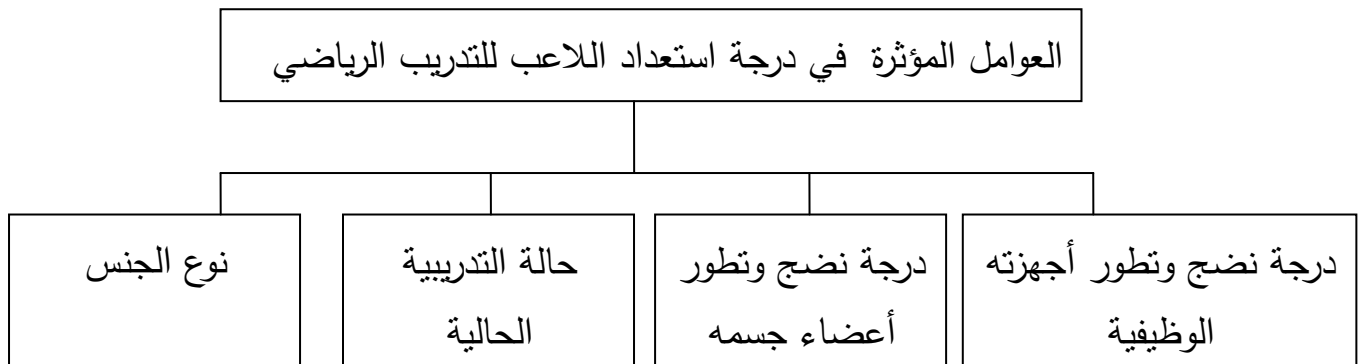 العوامل المؤثرة في درجة استعداد اللاعب للتدريب الرياضي
درجة نضج وتطور أجهزته
الوظيفية
درجة نضج وتطور
أعضاء جسمه
حالة التدريبية
الحالية
نوع الجنس